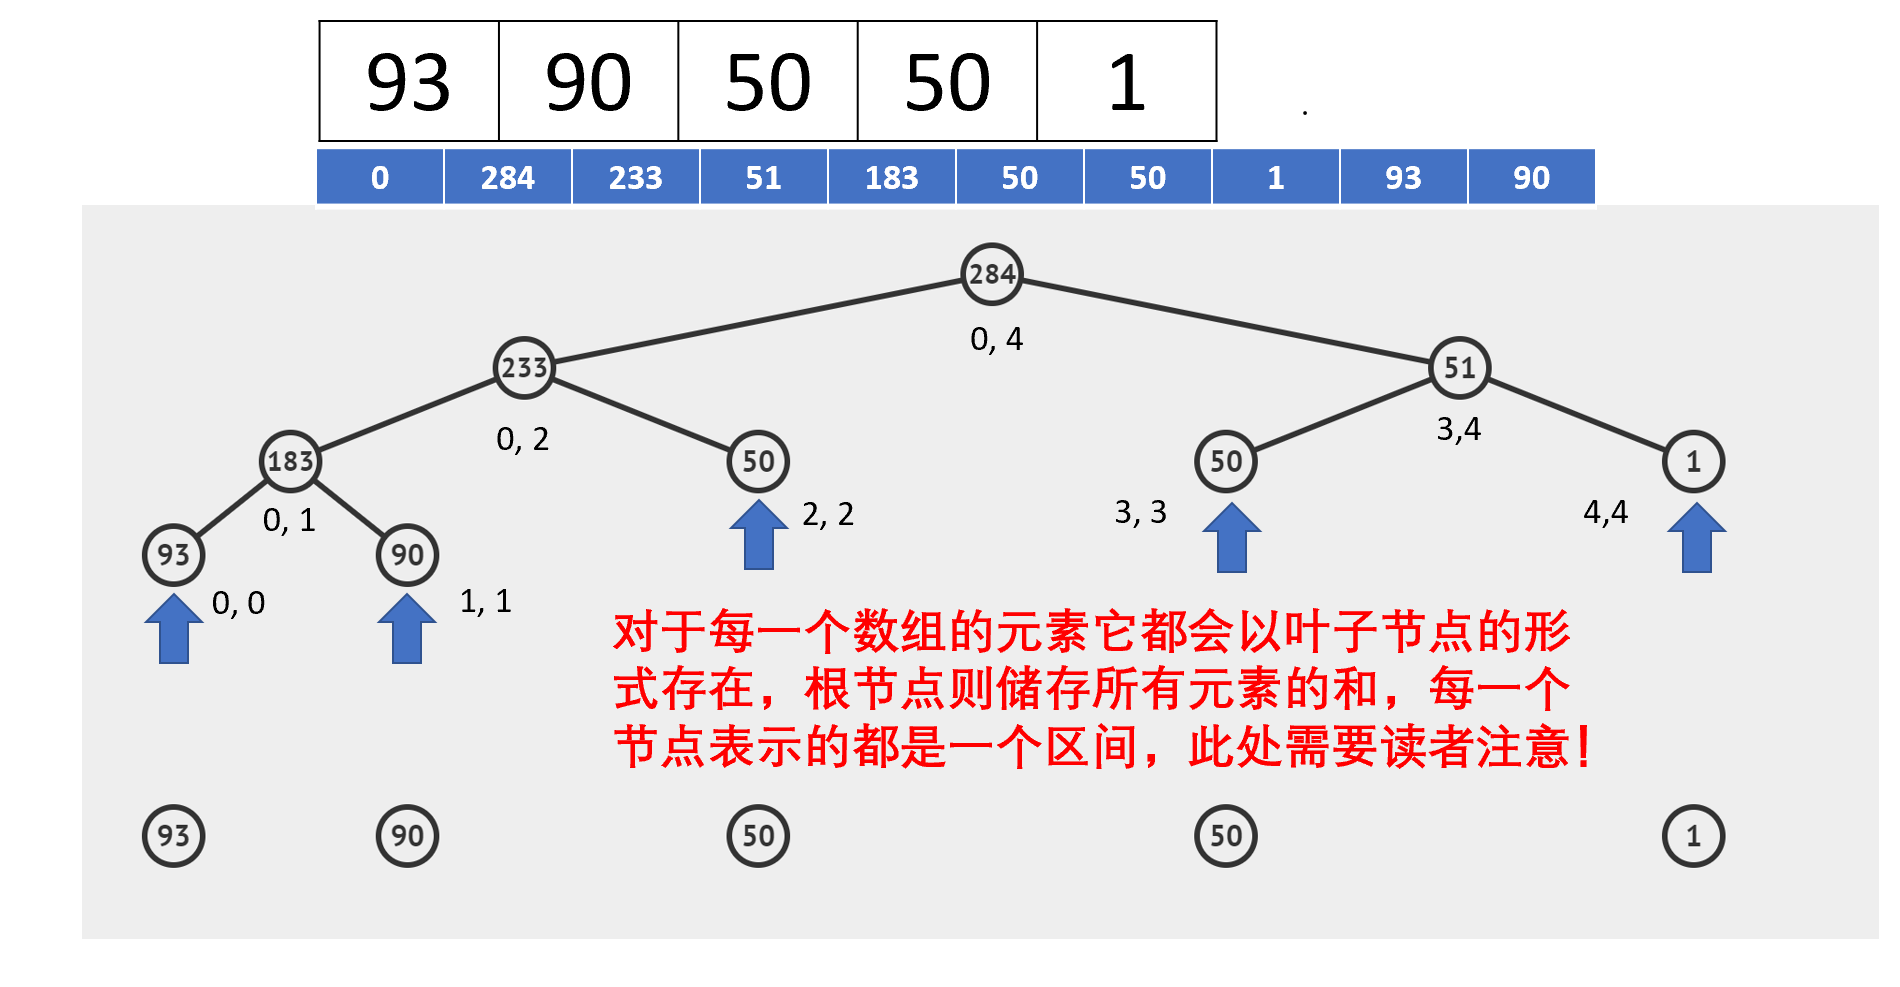 93 90 50 50 1
.
0 284 233 51 183 50 50 1 93 90
284
0, 4
233 51
0, 2 3,4
183 50 50 1
0, 1 2, 2 3, 3 4,4
93 90
0, 0 1, 1
对于每一个数组的元素它都会以叶子节点的形
式存在，根节点则储存所有元素的和，每一个
节点表示的都是一个区间，此处需要读者注意！
93 90 50 50 1